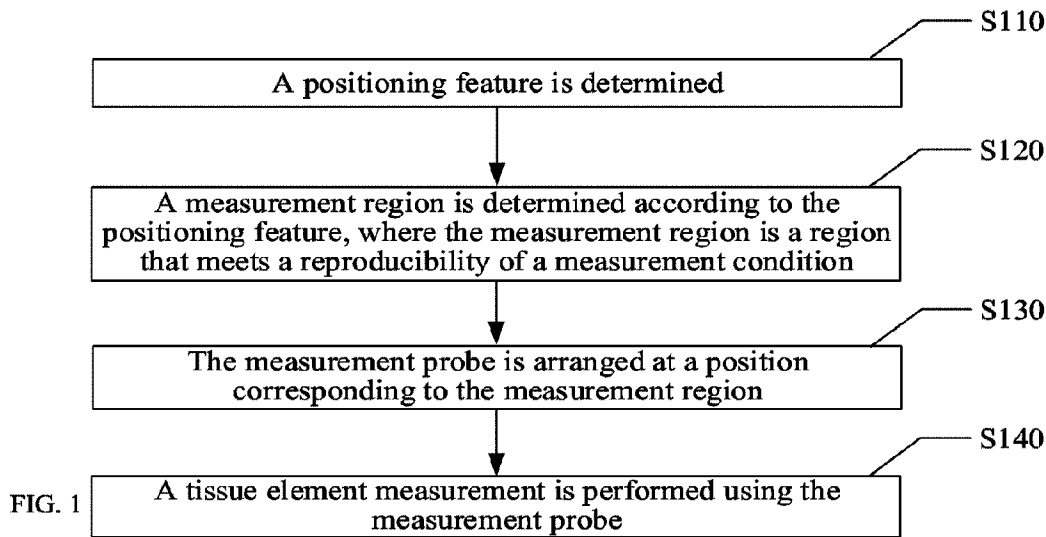 S110
A positioning feature is determined
S120
A measurement region is determined according to the
positioning feature, where the measurement region is a region
that meets a reproducibility of a measurement condition
S130
The measurement probe is arranged at a position
corresponding to the measurement region
S140
A tissue element measurement is performed using the
measurement probe
FIG. 1